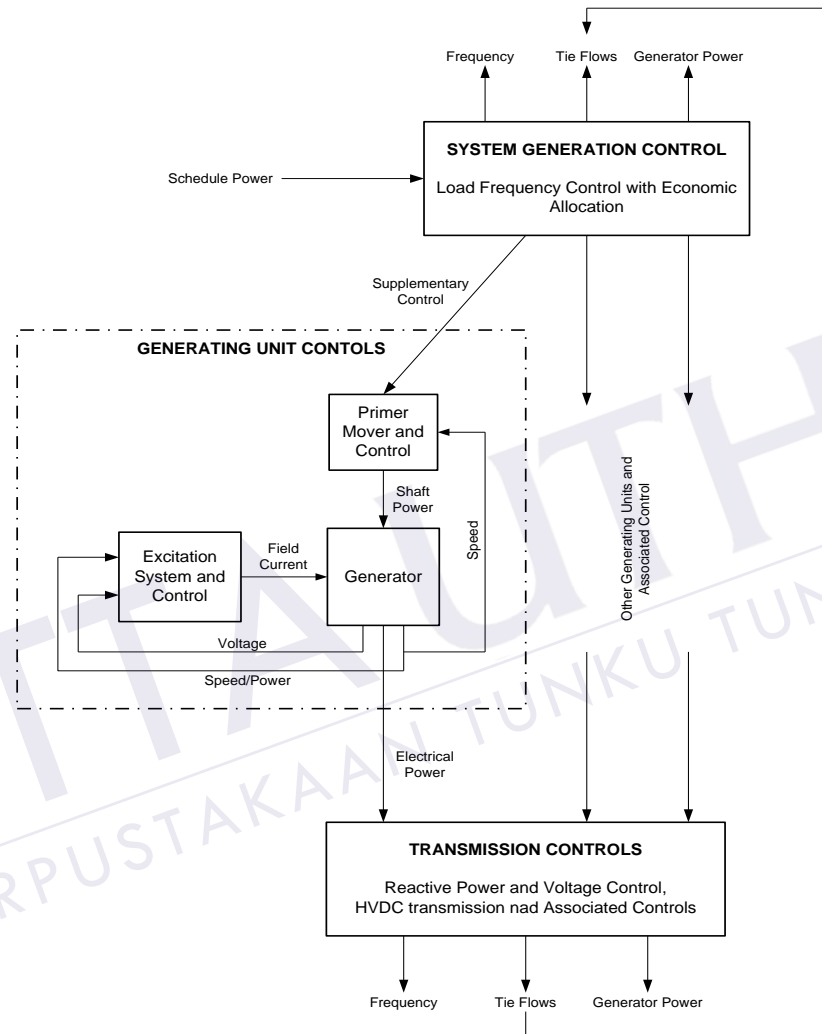 Frequency
Tie Flows
Generator Power
SYSTEM GENERATION CONTROL
Load Frequency Control with Economic
Allocation
Schedule Power
Supplementary
Control
GENERATING UNIT CONTOLS
Primer
Mover and
Control
Shaft
Power
Speed
Excitation
System and
Control
Field
Current
Generator
Voltage
Speed/Power
Other Generating Units and
Associated Control
Electrical
Power
TRANSMISSION CONTROLS
Reactive Power and Voltage Control,
HVDC transmission nad Associated Controls
Frequency
Tie Flows
Generator Power